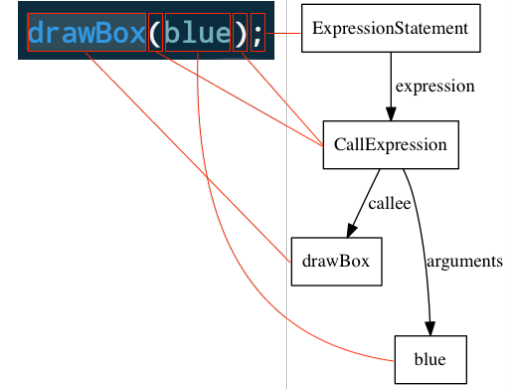 drawBox(blue);
ExpressionStatement
expression
CallExpression
callee
drawBox
arguments
blue